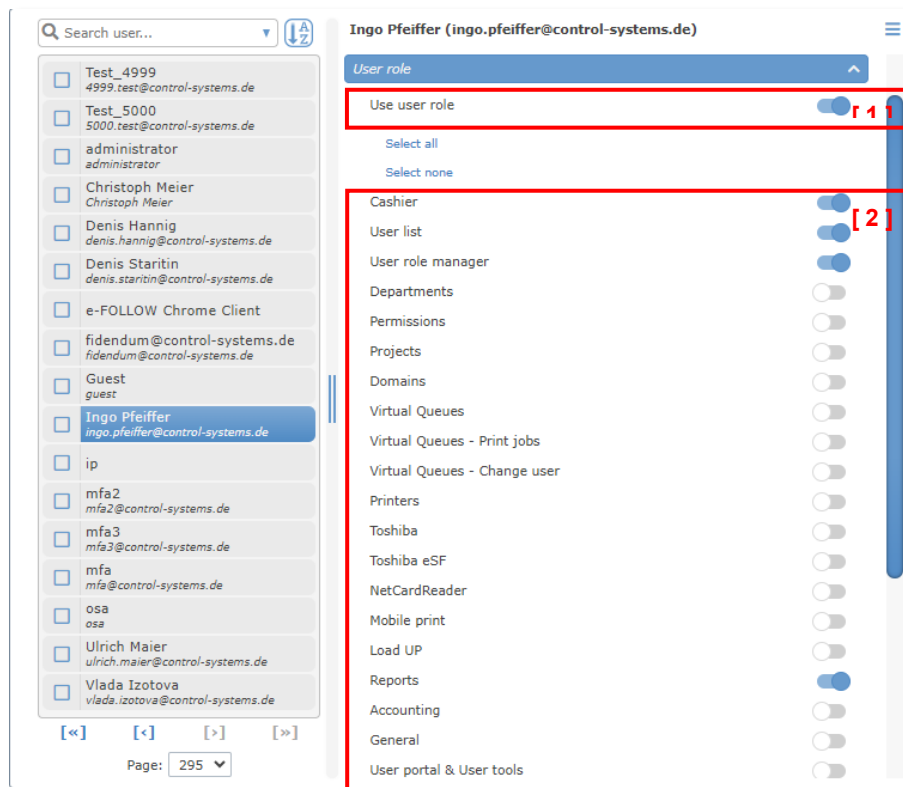 Search user...
A
Z
Test_4999
4999.test@control-systems.de
Test_5000
5000.test@control-systems.de
administrator
administrator
Christoph Meier
Christoph Meier
Denis Hannig
denis.hannig@control-systems.de
Denis Staritin
denis.staritin@control-systems.de
e-FOLLOW Chrome Client
fidendum@control-systems.de
fidendum@control-systems.de
Guest
guest
Ingo Pfeiffer
ingo.pfeiffer@control-systems.de
ip
mfa2
mfa2@control-systems.de
mfa3
mfa3@control-systems.de
mfa
mfa@control-systems.de
osa
osa
Ulrich Maier
ulrich.maier@control-systems.de
Vlada Izotova
vlada.izotova@control-systems.de
[«] [‹] [›] [»]
Page: 295
Ingo Pfeiffer (ingo.pfeiffer@control-systems.de)
User role
Use user role
[ 1 ]
Select all
Select none
Cashier
[ 2 ]
User list
User role manager
Departments
Permissions
Projects
Domains
Virtual Queues
Virtual Queues - Print jobs
Virtual Queues - Change user
Printers
Toshiba
Toshiba eSF
NetCardReader
Mobile print
Load UP
Reports
Accounting
General
User portal & User tools